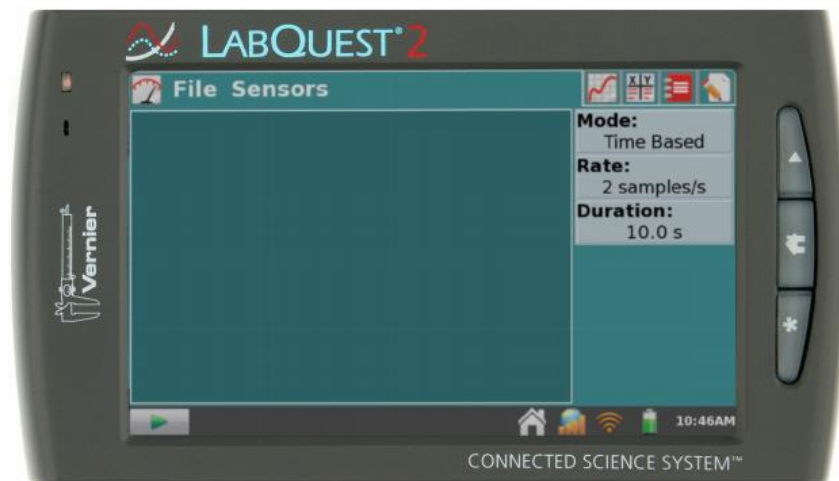 LABQUEST® 2
File Sensors
X Y
Mode:
Time Based
Rate:
2 samples/s
Duration:
10.0 s
Vernier
10:46AM
CONNECTED SCIENCE SYSTEM™